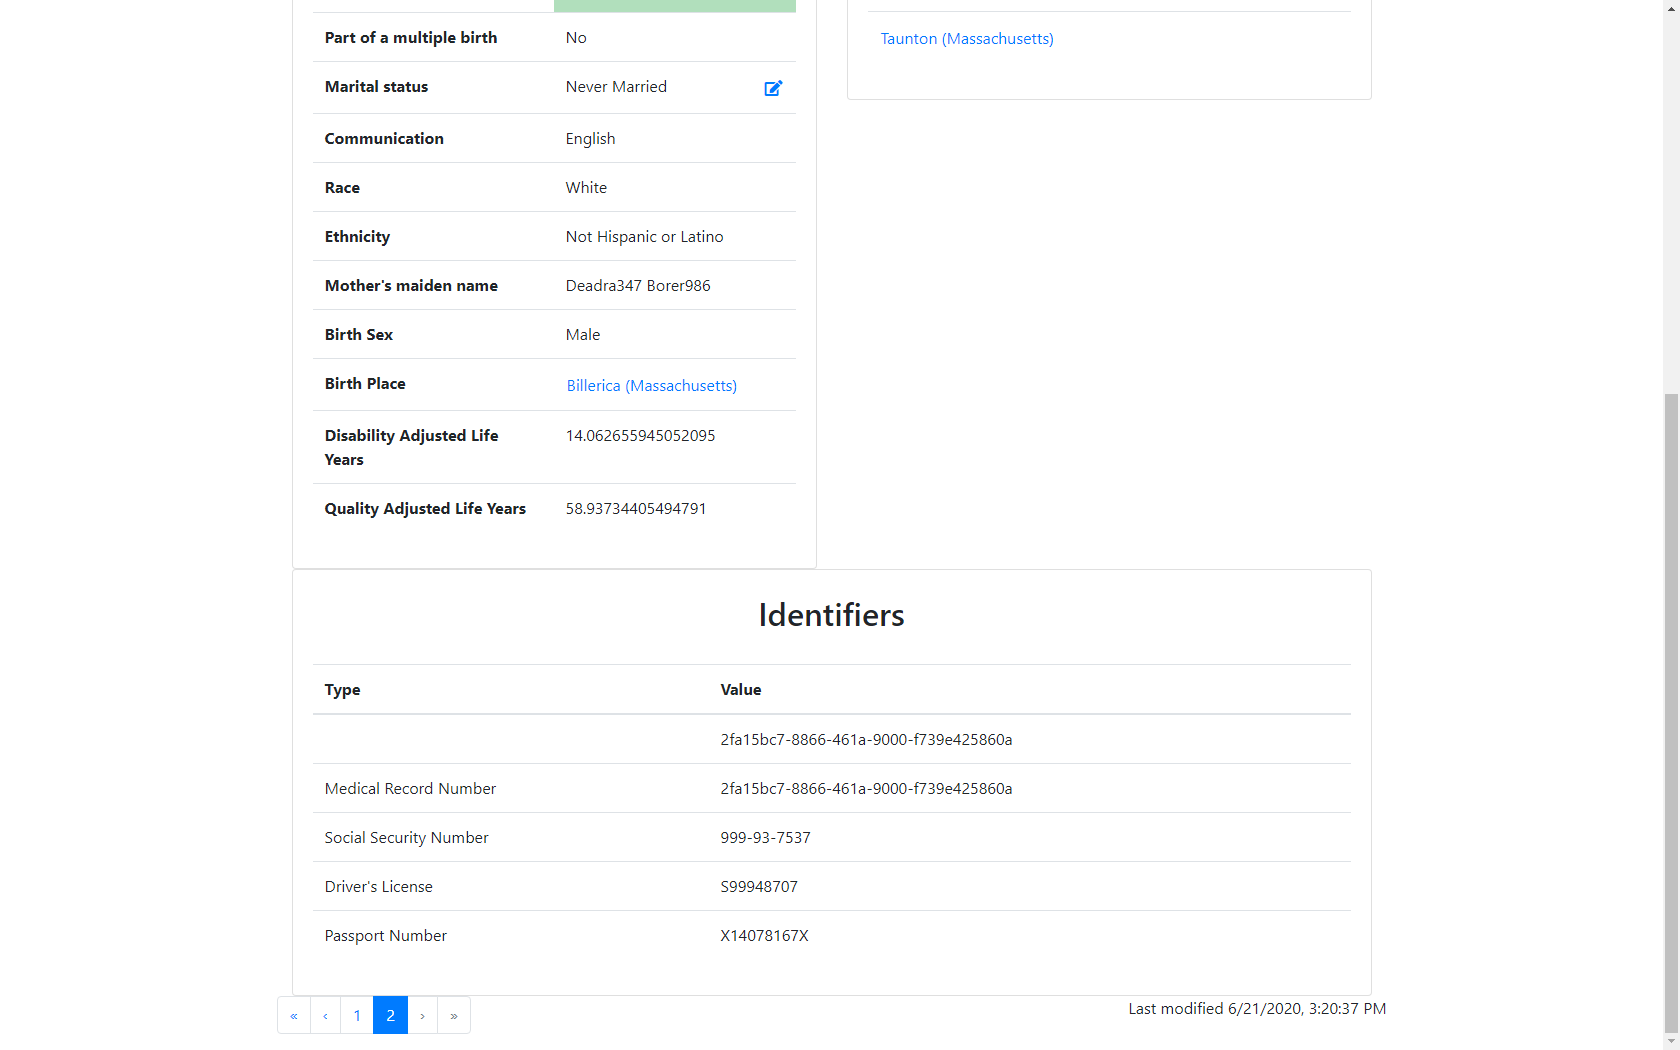 Part of a multiple birth No
Marital status Never Married
Communication English
Race White
Ethnicity Not Hispanic or Latino
Mother's maiden name Deadra347 Borer986
Birth Sex Male
Birth Place Billerica (Massachusetts)
Disability Adjusted Life 14.062655945052095
Years
Quality Adjusted Life Years 58.93734405494791
Taunton (Massachusetts)
Identifiers
Type Value
2fa15bc7-8866-461a-9000-f739e425860a
Medical Record Number 2fa15bc7-8866-461a-9000-f739e425860a
Social Security Number 999-93-7537
Driver's License S99948707
Passport Number X14078167X
« ‹ 1 2 › »
Last modified 6/21/2020, 3:20:37 PM